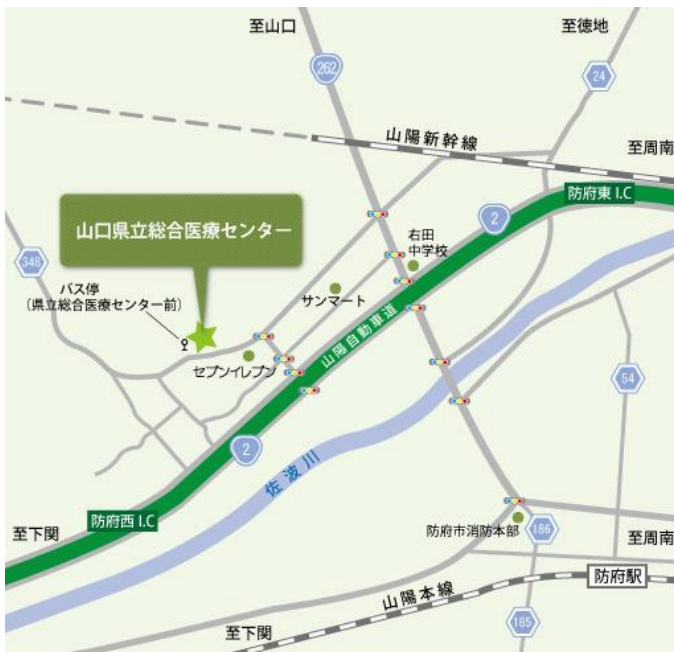 至山口
至徳地
262
24
山陽新幹線
至周南
防府東 I.C
2
山口県立総合医療センター
右田
中学校
348
バス停
（県立総合医療センター前）
サンマート
山陽自動車道
セブンイレブン
54
2
佐波川
防府西 I.C
至下関
防府市消防本部
186
至周南
防府駅
山陽本線
185
至下関